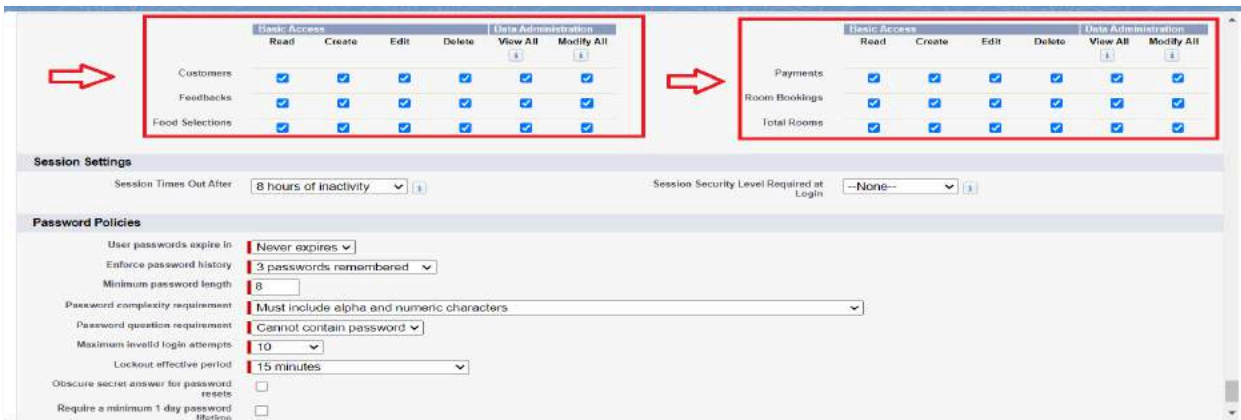 Basic Access Data Administration Basic Access Data Administration
Read Create Edit Delete View All Modify All Read Create Edit Delete View All Modify All
Customers Payments
Feedbacks Room Bookings
Food Selections Total Rooms
Session Settings
Session Times Out After 8 hours of inactivity Session Security Level Required at
Login --None--
Password Policies
User passwords expire in Never expires
Enforce password history 3 passwords remembered
Minimum password length 8
Password complexity requirement Must include alpha and numeric characters
Password question requirement Cannot contain password
Maximum invalid login attempts 10
Lockout effective period 15 minutes
Obscure secret answer for password
resets
Require a minimum 1 day password
lifetime